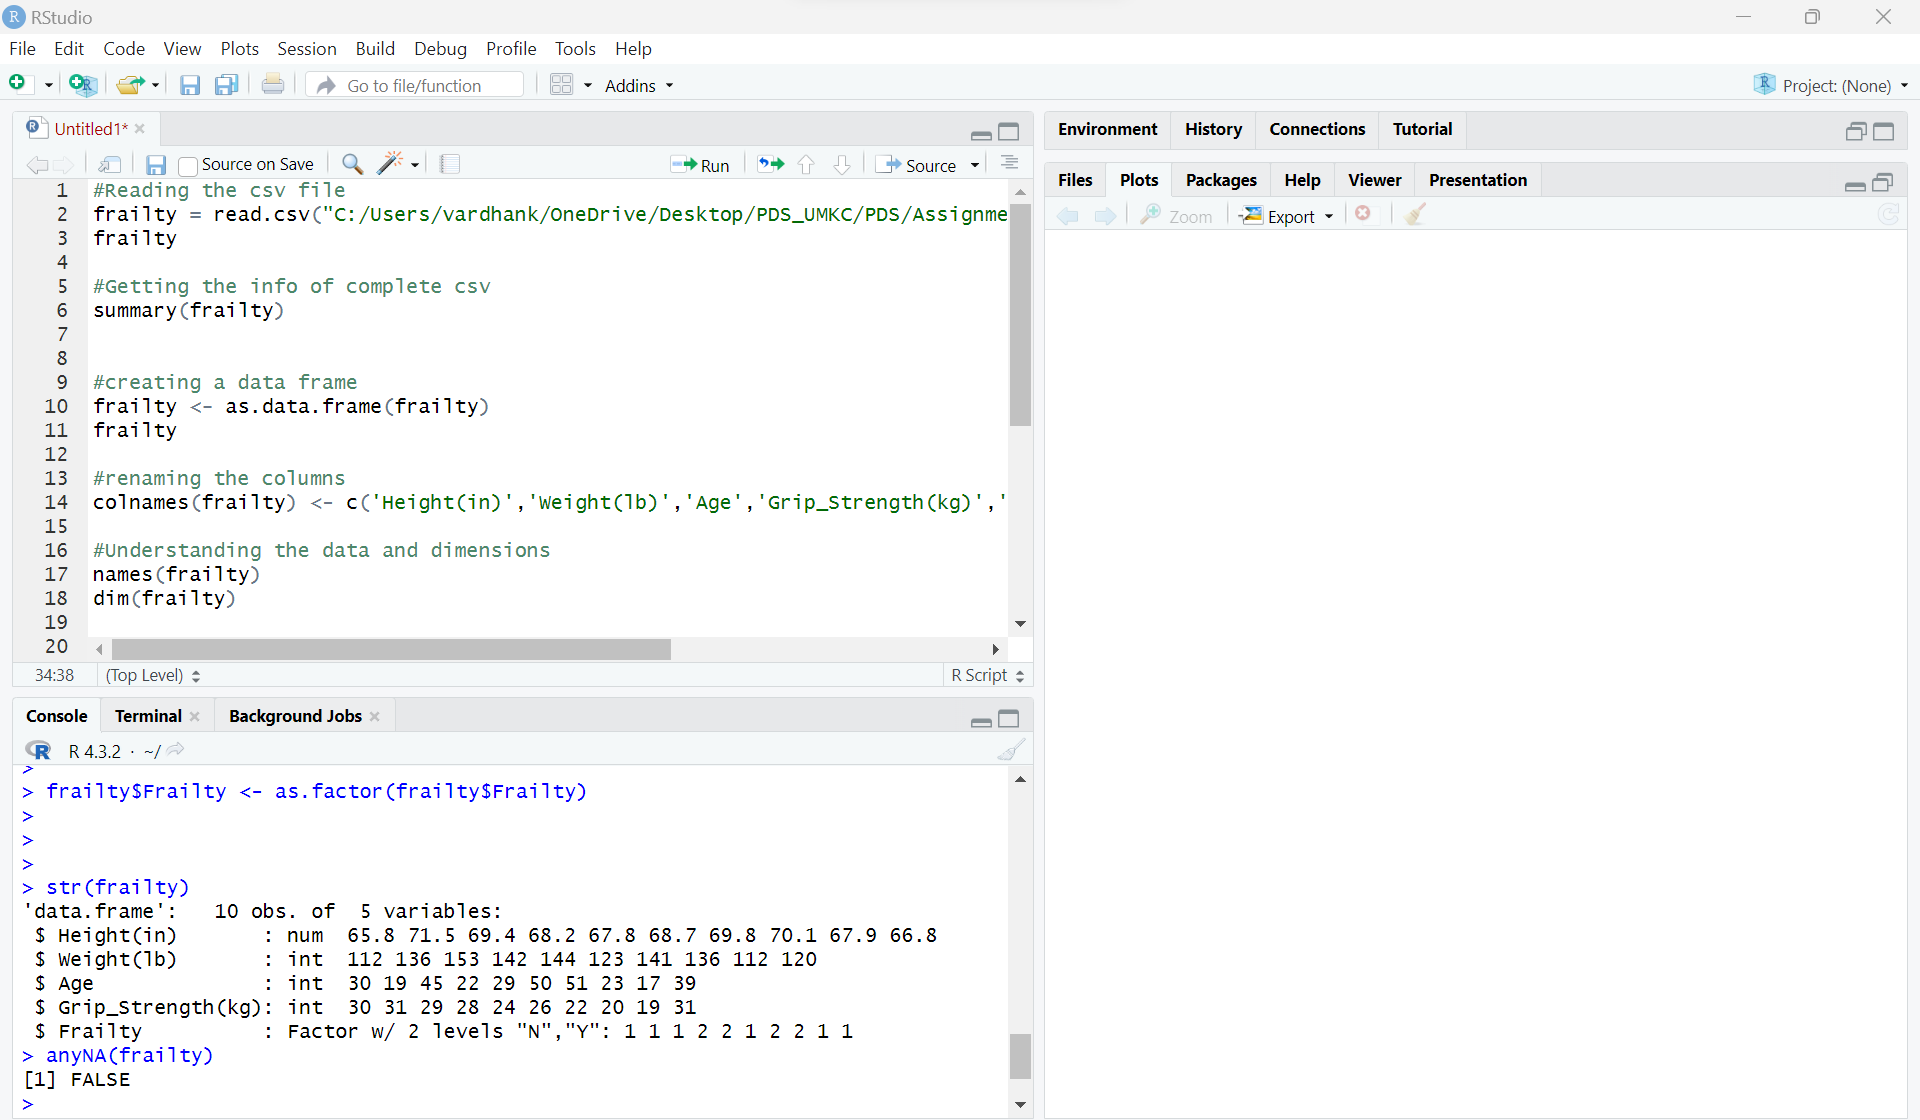 RStudio
File Edit Code View Plots Session Build Debug Profile Tools Help
Go to file/function Addins Project: (None)
Untitled1*
Source on Save Run Source
1 #Reading the csv file
2 frailty = read.csv("C:/Users/vardhank/OneDrive/Desktop/PDS_UMKC/PDS/Assignme
3 frailty
4
5 #Getting the info of complete csv
6 summary(frailty)
7
8
9 #creating a data frame
10 frailty <- as.data.frame(frailty)
11 frailty
12
13 #renaming the columns
14 colnames(frailty) <- c('Height(in)','Weight(lb)','Age','Grip_Strength(kg)','
15
16 #Understanding the data and dimensions
17 names(frailty)
18 dim(frailty)
19
20
34:38 (Top Level) R Script
Console Terminal Background Jobs
R R 4.3.2 · ~/
>
> frailty$Frailty <- as.factor(frailty$Frailty)
>
>
>
> str(frailty)
'data.frame':   10 obs. of  5 variables:
 $ Height(in)       : num  65.8 71.5 69.4 68.2 67.8 68.7 69.8 70.1 67.9 66.8
 $ Weight(lb)       : int  112 136 153 142 144 123 141 136 112 120
 $ Age              : int  30 19 45 22 29 50 51 23 17 39
 $ Grip_Strength(kg): int  30 31 29 28 24 26 22 20 19 31
 $ Frailty          : Factor w/ 2 levels "N","Y": 1 1 1 2 2 1 2 2 1 1
> anyNA(frailty)
[1] FALSE
>
Environment History Connections Tutorial
Files Plots Packages Help Viewer Presentation
Zoom Export